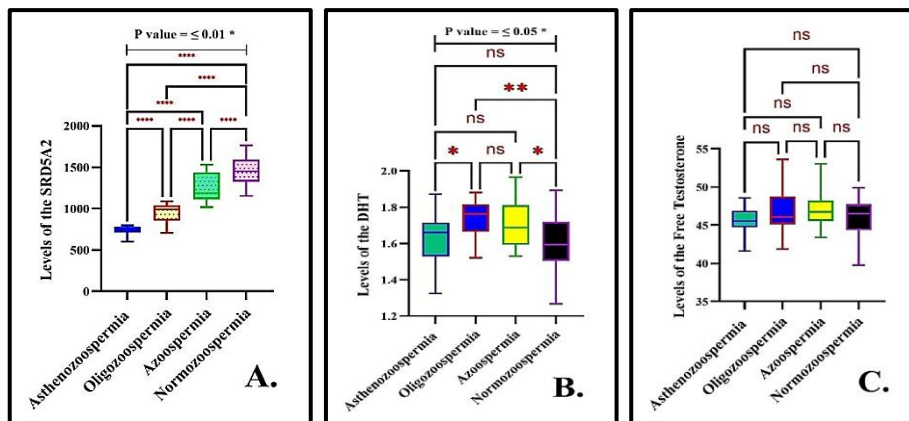 P value = ≤ 0.01 *
****
****
****
**** **** ****
Levels of the SRD5A2
2000
1500
1000
500
0
Asthenozoospermia
Oligozoospermia
Azoospermia
Normozoospermia
A.
P value = ≤ 0.05 *
ns
**
ns
* ns *
Levels of the DHT
2.0
1.8
1.6
1.4
1.2
Asthenozoospermia
Oligozoospermia
Azoospermia
Normozoospermia
B.
ns
ns
ns
ns ns ns
Levels of the Free Testosterone
55
50
45
40
35
Asthenozoospermia
Oligozoospermia
Azoospermia
Normozoospermia
C.